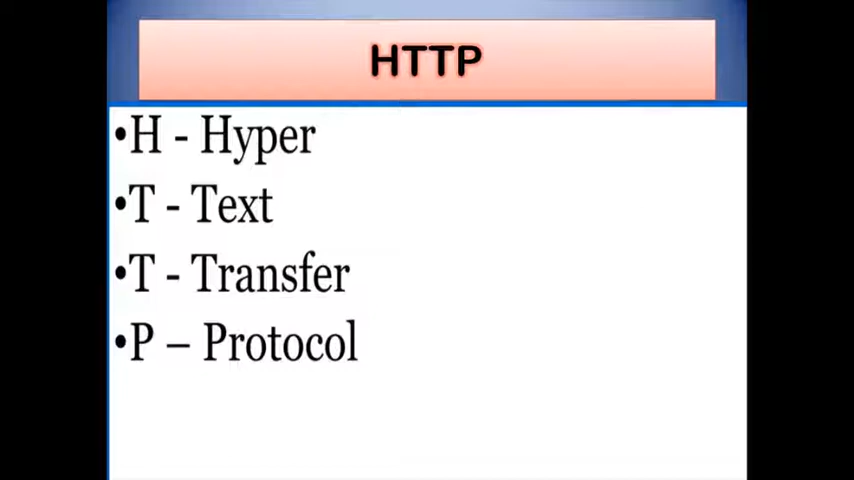 HTTP
•H - Hyper
•T - Text
•T - Transfer
•P – Protocol